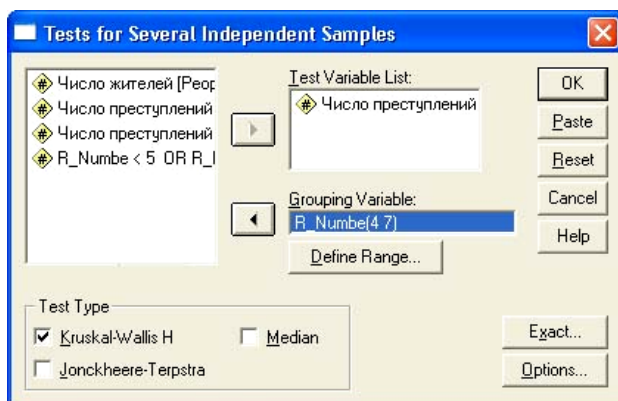 Tests for Several Independent Samples
Число жителей [Peop
Число преступлений
Число преступлений
R_Numbe < 5 OR R_I
Test Variable List:
Число преступлений
Grouping Variable:
R_Numbe(4 7)
Define Range...
OK
Paste
Reset
Cancel
Help
Test Type
Kruskal-Wallis H
Median
Jonckheere-Terpstra
Exact...
Options...